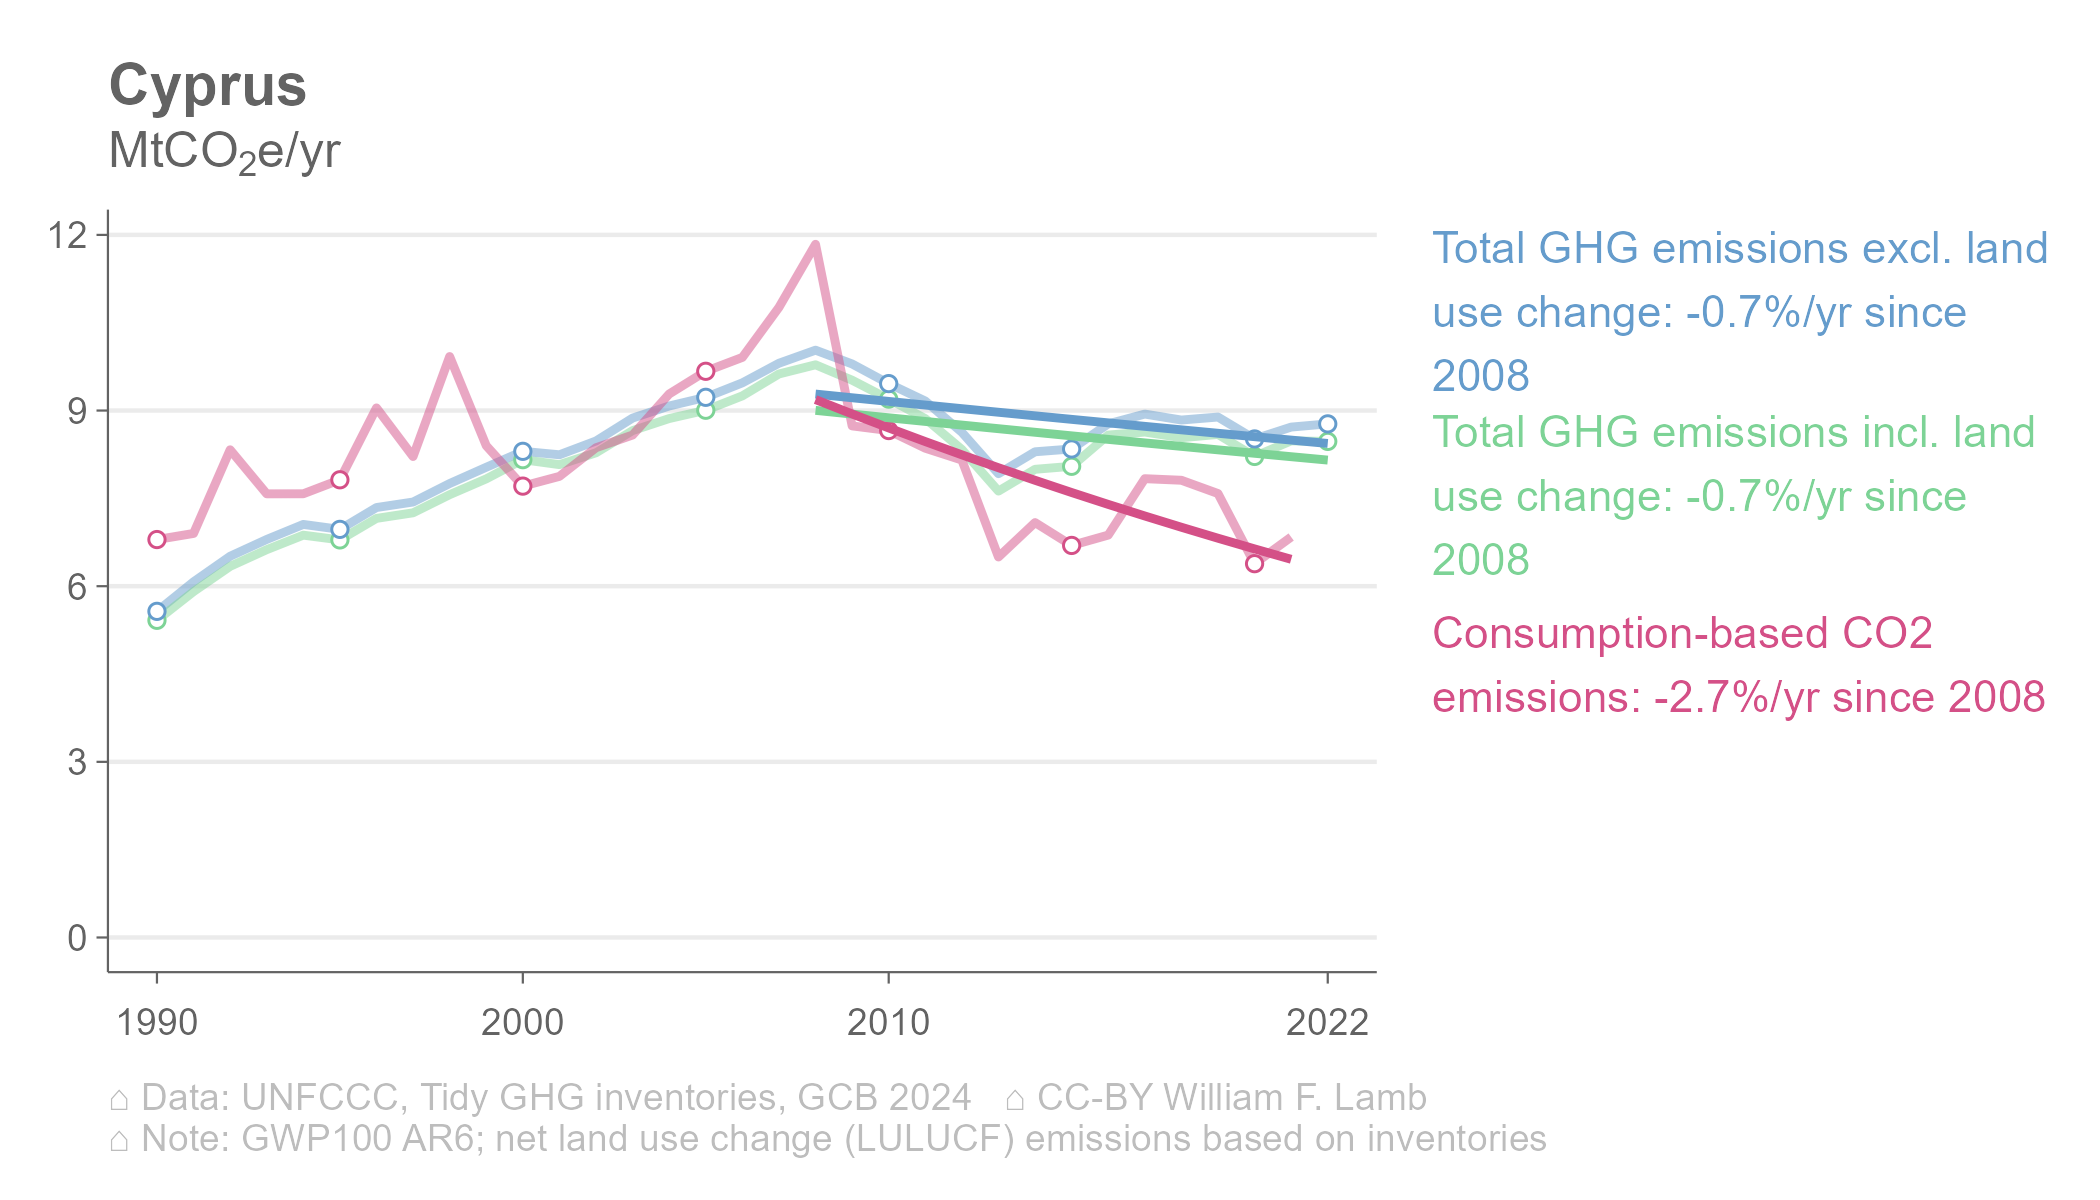 Cyprus
MtCO₂e/yr
12
9
6
3
0
1990
2000
2010
2022
Total GHG emissions excl. land
use change: -0.7%/yr since
2008
Total GHG emissions incl. land
use change: -0.7%/yr since
2008
Consumption-based CO2
emissions: -2.7%/yr since 2008
⌂ Data: UNFCCC, Tidy GHG inventories, GCB 2024 ⌂ CC-BY William F. Lamb
⌂ Note: GWP100 AR6; net land use change (LULUCF) emissions based on inventories